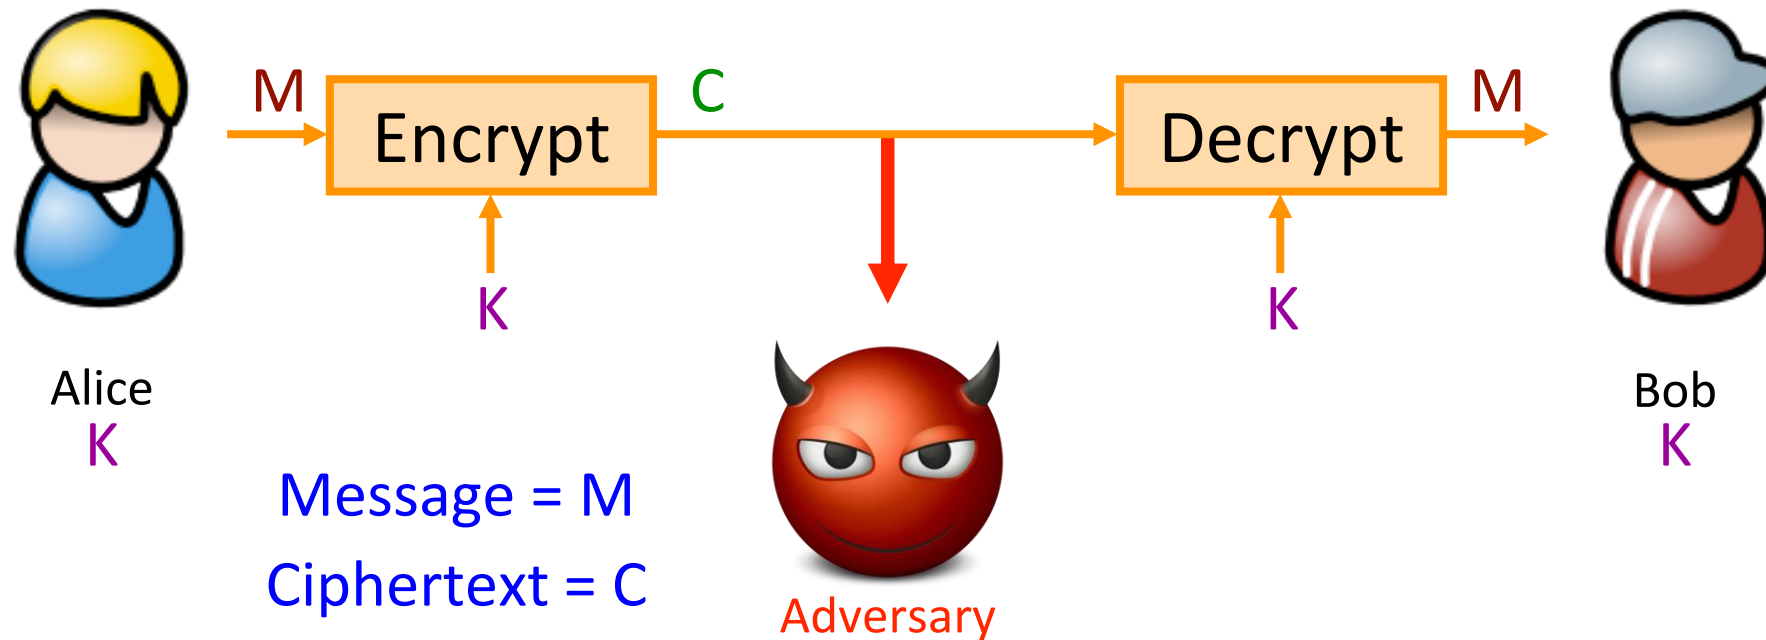 M
Encrypt
C
Decrypt
M
K
K
Alice
K
Bob
K
Message = M
Ciphertext = C
Adversary